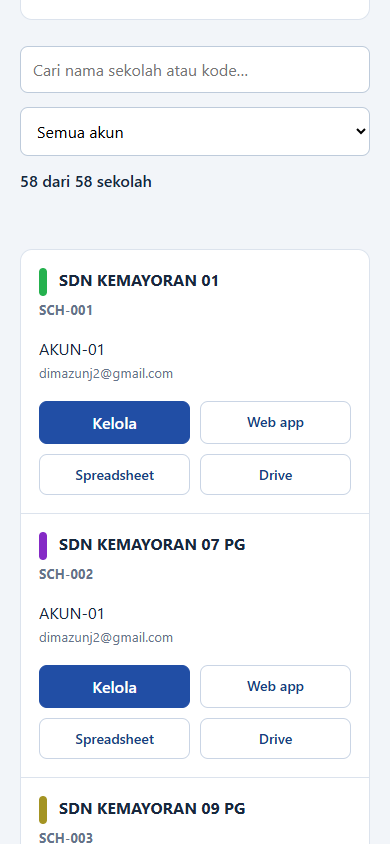 Cari nama sekolah atau kode...
Semua akun
58 dari 58 sekolah
SDN KEMAYORAN 01
SCH-001
AKUN-01
dimazunj2@gmail.com
Kelola
Web app
Spreadsheet
Drive
SDN KEMAYORAN 07 PG
SCH-002
AKUN-01
dimazunj2@gmail.com
Kelola
Web app
Spreadsheet
Drive
SDN KEMAYORAN 09 PG
SCH-003